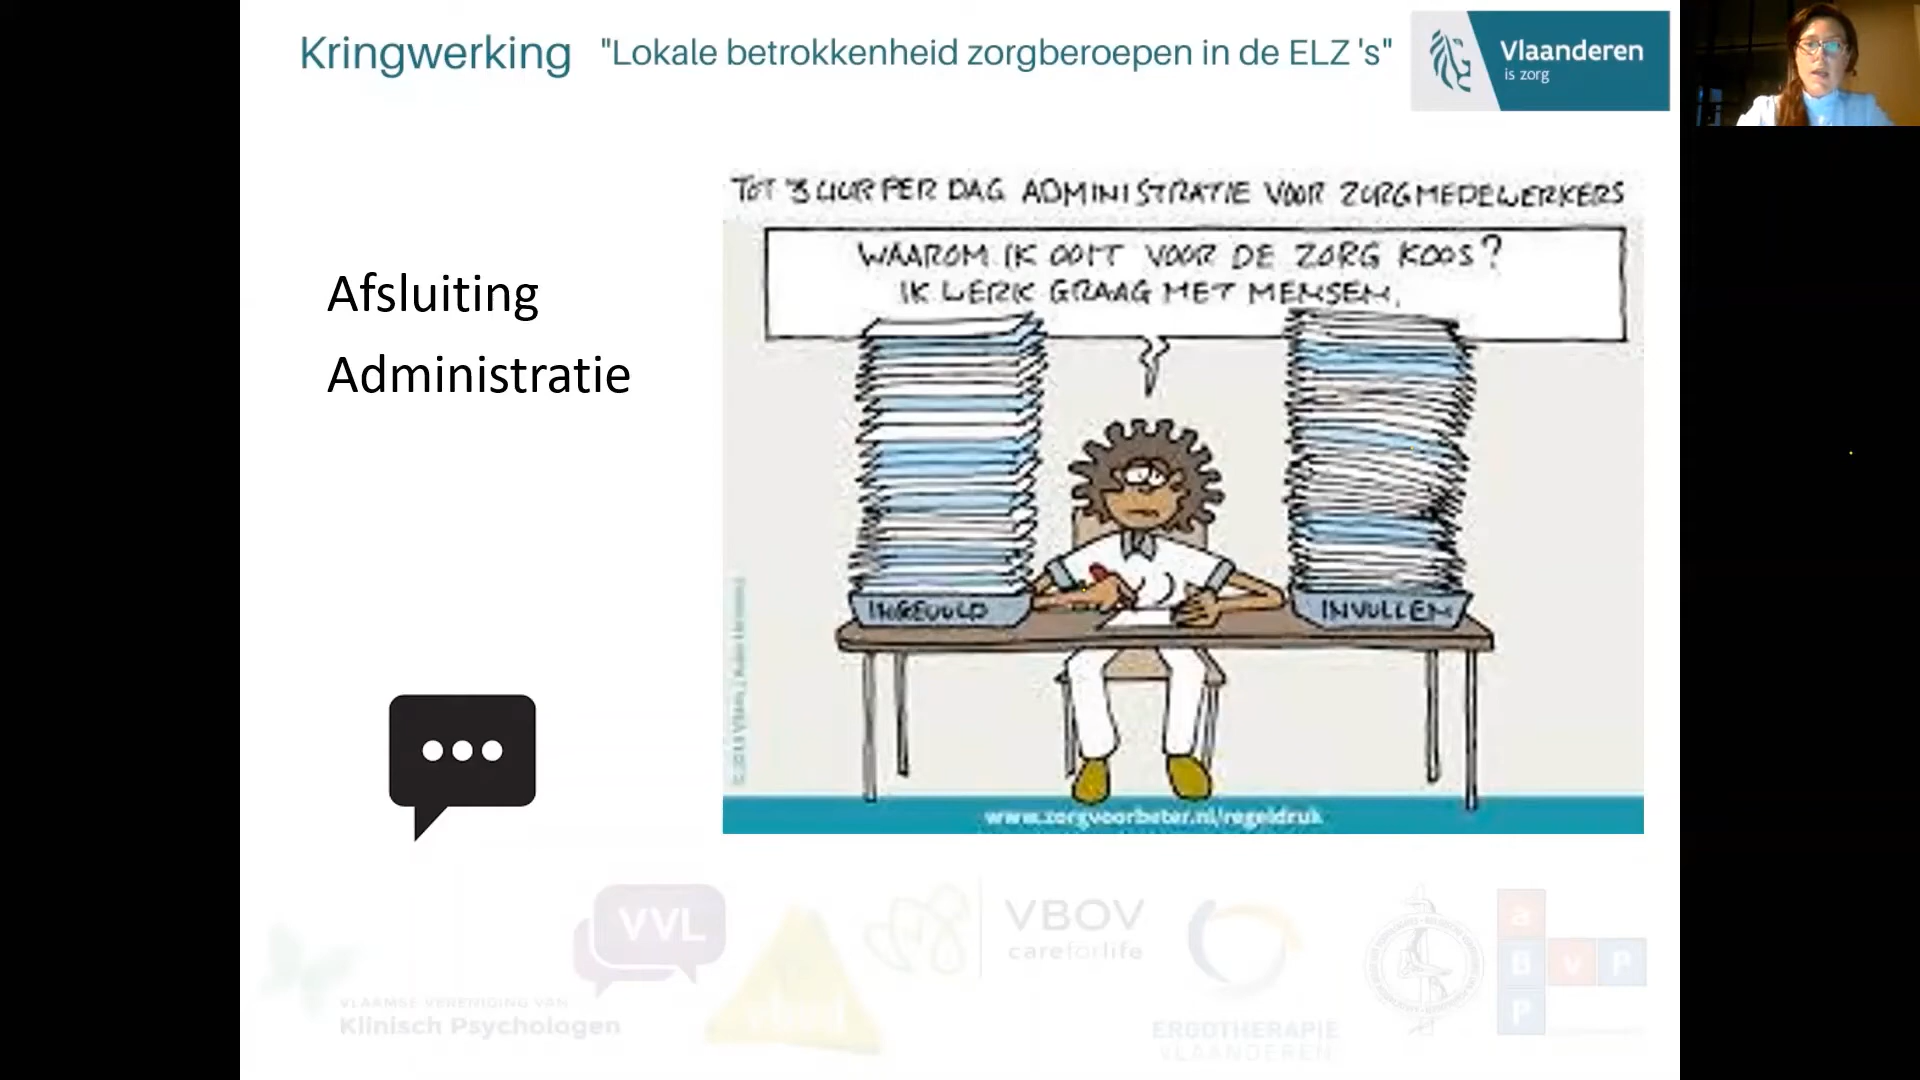 Kringwerking "Lokale betrokkenheid zorgberoepen in de ELZ 's"
Vlaanderen
is zorg
TOT 3 UUR PER DAG ADMINISTRATIE VOOR ZORGMEDEWERKERS
WAAROM IK OOIT VOOR DE ZORG KOOS?
IK WERK GRAAG MET MENSEN.
Afsluiting
Administratie
INGEVULD
INVULLEN
www.zorgvoorbeter.nl/regeldruk
VVL
VBOV
careforlife
VLAAMSE VERENIGING VAN
Klinisch Psychologen
ERGOTHERAPIE
VLAANDEREN
a
B V P
P